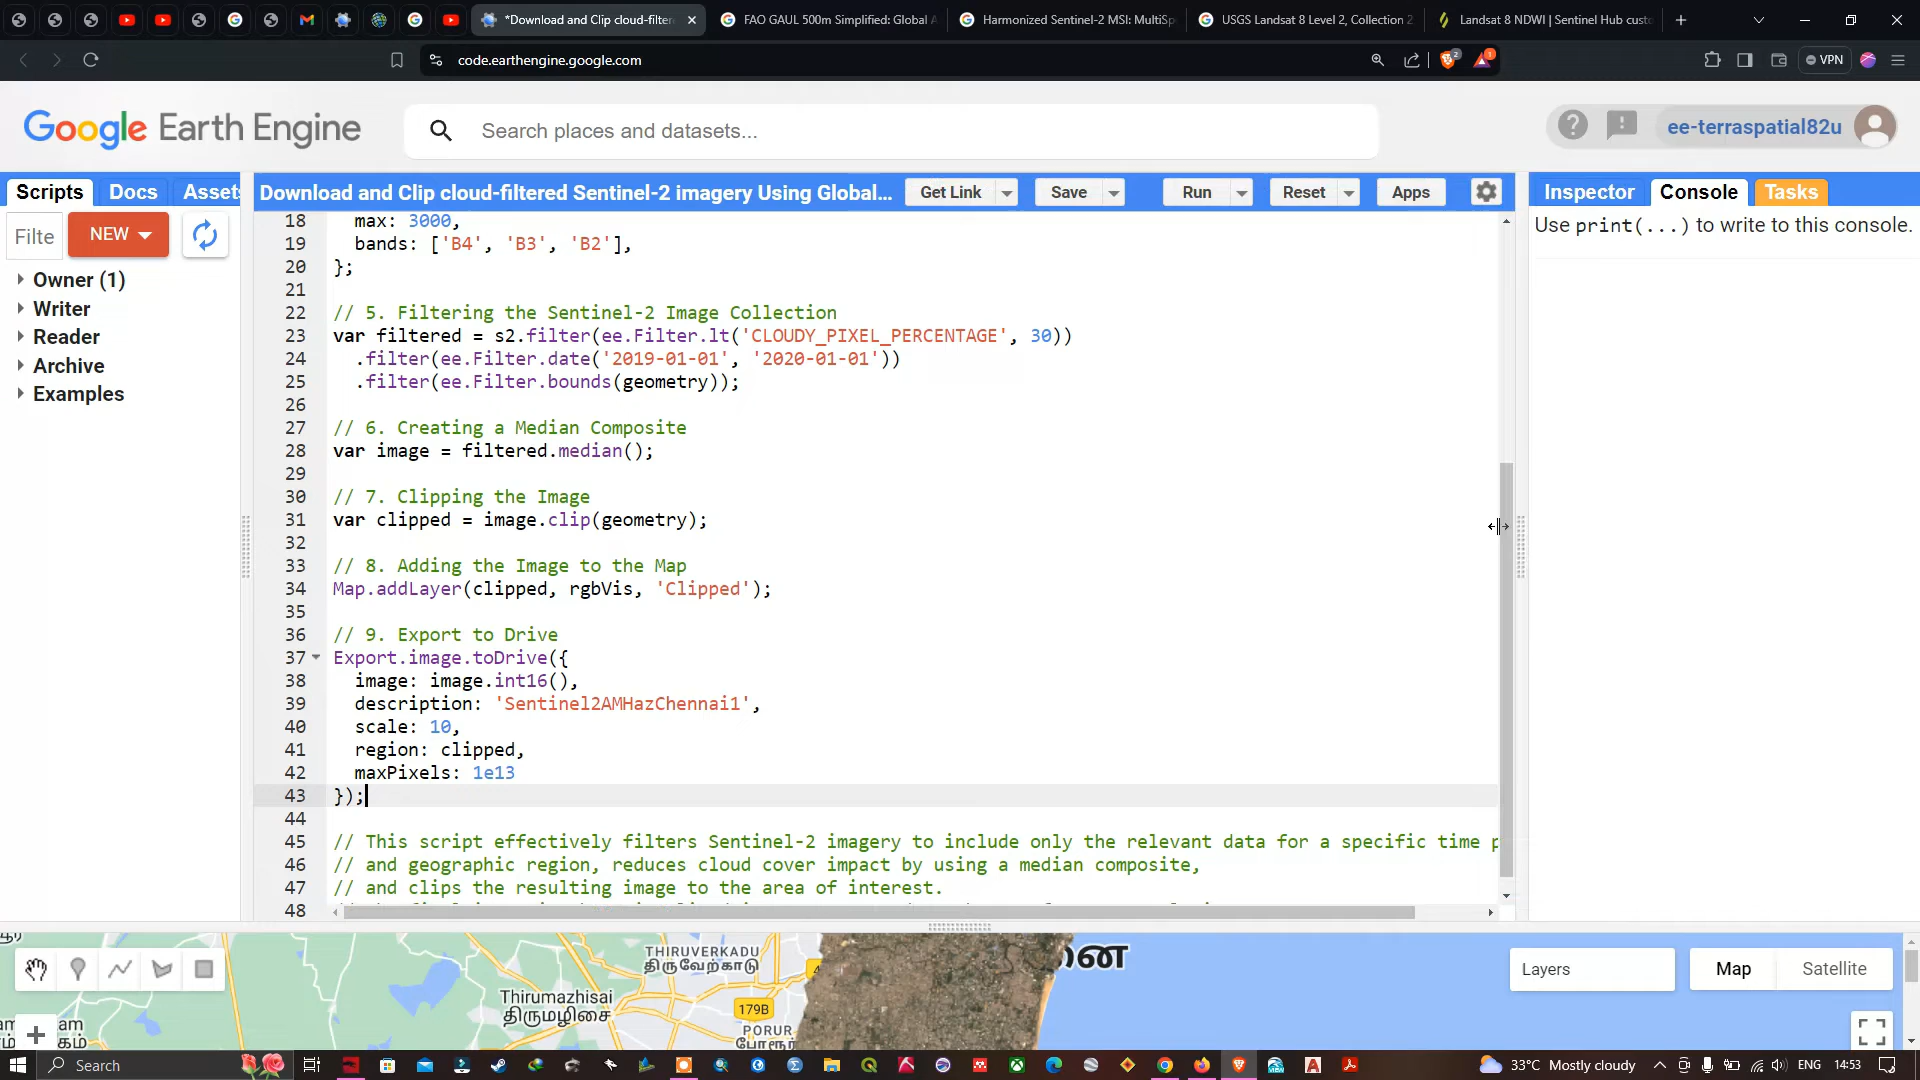 *Download and Clip cloud-filter
FAO GAUL 500m Simplified: Global A
Harmonized Sentinel-2 MSI: MultiSp
USGS Landsat 8 Level 2, Collection 2
Landsat 8 NDWI | Sentinel Hub custo
code.earthengine.google.com
2
1
VPN
Google Earth Engine
Search places and datasets...
ee-terraspatial82u
Scripts
Docs
Assets
Download and Clip cloud-filtered Sentinel-2 imagery Using Global...
Get Link
Save
Run
Reset
Apps
Inspector
Console
Tasks
Filte
NEW
Owner (1)
Writer
Reader
Archive
Examples
Use print(...) to write to this console.
18 max: 3000,
19 bands: ['B4', 'B3', 'B2'],
20 };
21
22 // 5. Filtering the Sentinel-2 Image Collection
23 var filtered = s2.filter(ee.Filter.lt('CLOUDY_PIXEL_PERCENTAGE', 30))
24 .filter(ee.Filter.date('2019-01-01', '2020-01-01'))
25 .filter(ee.Filter.bounds(geometry));
26
27 // 6. Creating a Median Composite
28 var image = filtered.median();
29
30 // 7. Clipping the Image
31 var clipped = image.clip(geometry);
32
33 // 8. Adding the Image to the Map
34 Map.addLayer(clipped, rgbVis, 'Clipped');
35
36 // 9. Export to Drive
37 Export.image.toDrive({
38 image: image.int16(),
39 description: 'Sentinel2AMHazChennai1',
40 scale: 10,
41 region: clipped,
42 maxPixels: 1e13
43 });
44
45 // This script effectively filters Sentinel-2 imagery to include only the relevant data for a specific time p
46 // and geographic region, reduces cloud cover impact by using a median composite,
47 // and clips the resulting image to the area of interest.
48
THIRUVERKADU
திருவேற்காடு
Thirumazhisai
திருமழிசை
179B
PORUR
போரூர்
Layers
Map
Satellite
Search
33°C Mostly cloudy
ENG
14:53